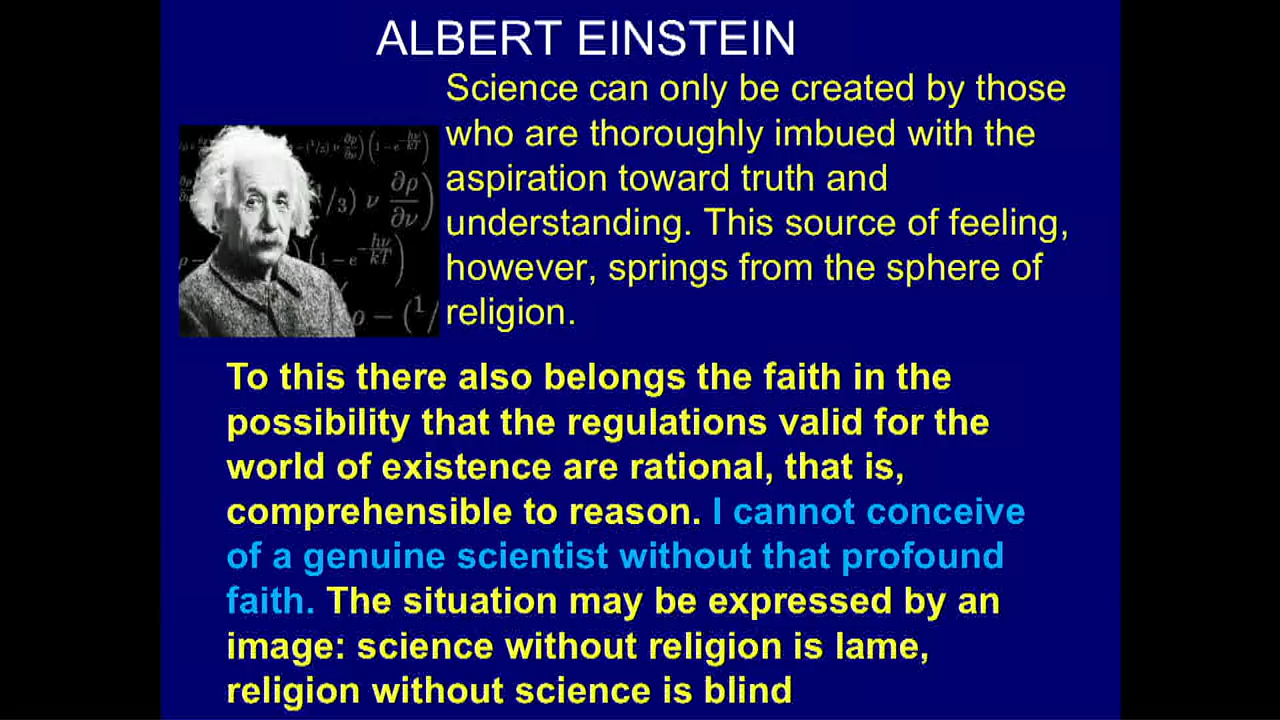 ALBERT EINSTEIN
Science can only be created by those
who are thoroughly imbued with the
aspiration toward truth and
understanding. This source of feeling,
however, springs from the sphere of
religion.
To this there also belongs the faith in the
possibility that the regulations valid for the
world of existence are rational, that is,
comprehensible to reason. I cannot conceive
of a genuine scientist without that profound
faith. The situation may be expressed by an
image: science without religion is lame,
religion without science is blind